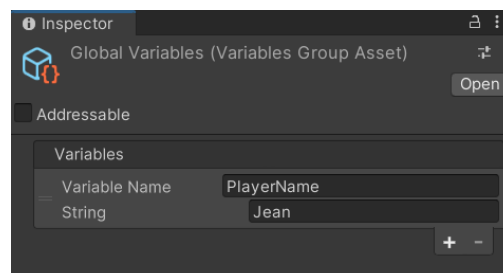 Inspector
Global Variables (Variables Group Asset)
Open
Addressable
Variables
Variable Name PlayerName
String Jean
+ -